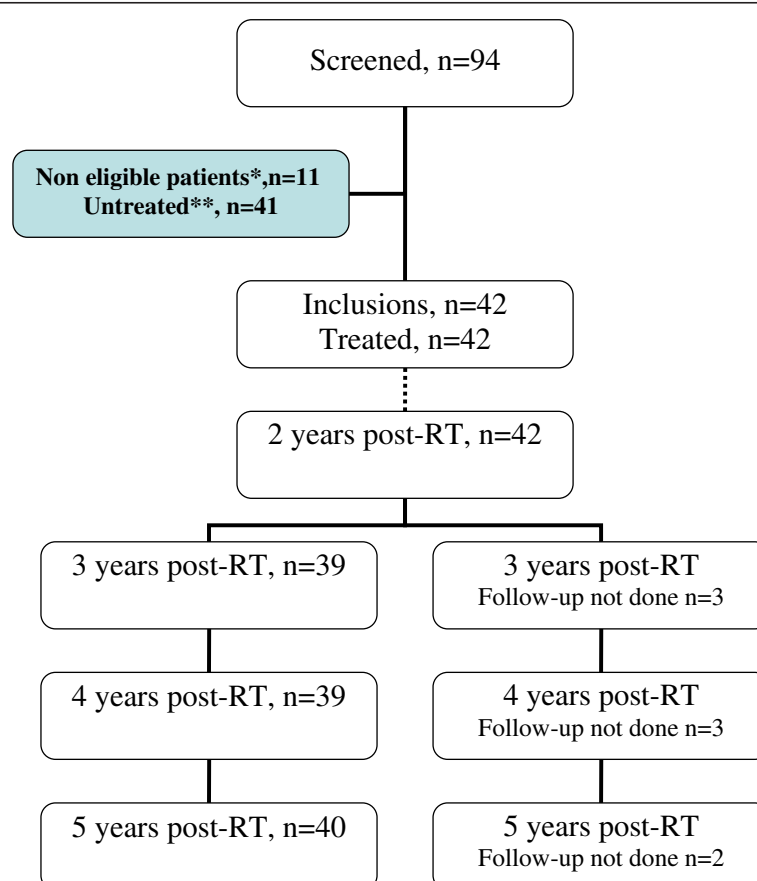 Screened, n=94
Non eligible patients*,n=11
Untreated**, n=41
Inclusions, n=42
Treated, n=42
2 years post-RT, n=42
3 years post-RT, n=39
3 years post-RT
Follow-up not done n=3
4 years post-RT, n=39
4 years post-RT
Follow-up not done n=3
5 years post-RT, n=40
5 years post-RT
Follow-up not done n=2